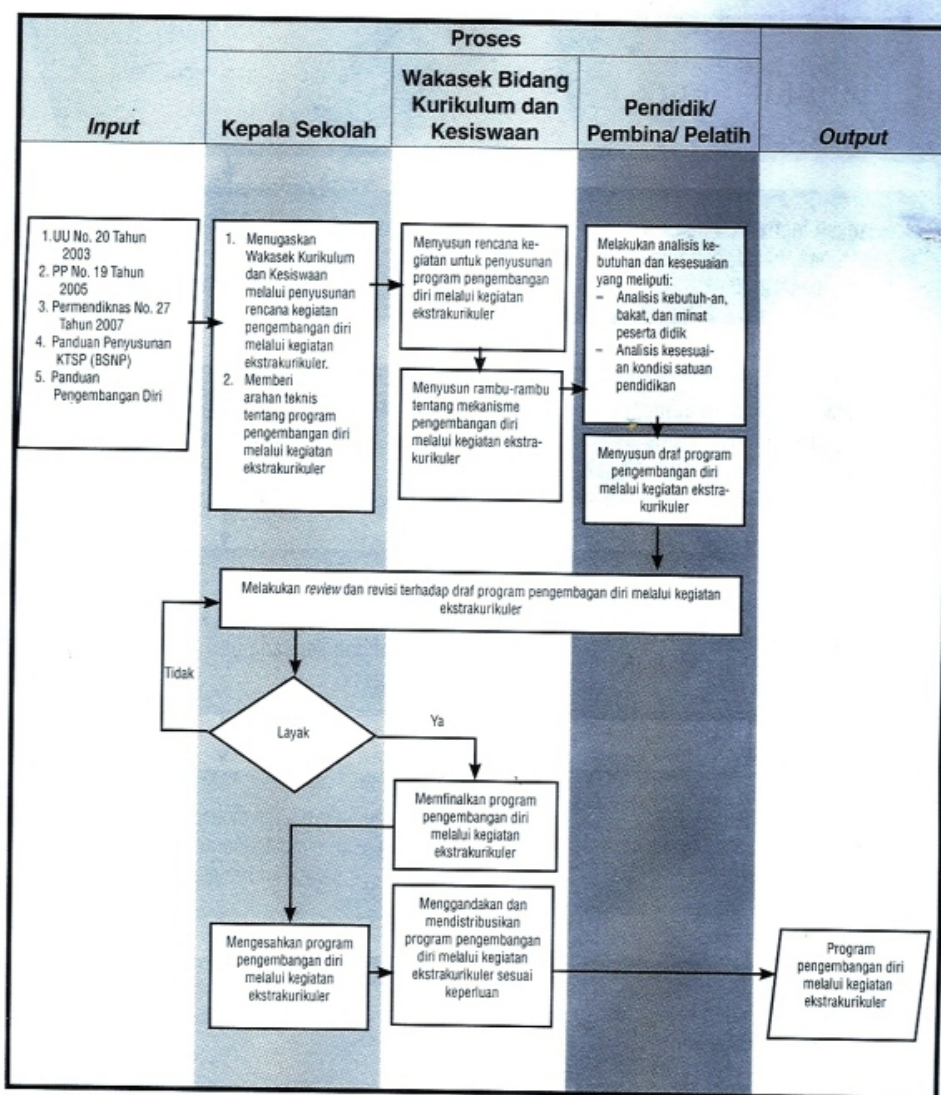 Proses
Input
Kepala Sekolah
Wakasek Bidang
Kurikulum dan
Kesiswaan
Pendidik/
Pembina/ Pelatih
Output
1. UU No. 20 Tahun
2003
2. PP No. 19 Tahun
2005
3. Permendiknas No. 27
Tahun 2007
4. Panduan Penyusunan
KTSP (BSNP)
5. Panduan
Pengembangan Diri
1. Menugaskan
Wakasek Kurikulum
dan Kesiswaan
melalui penyusunan
rencana kegiatan
pengembangan diri
melalui kegiatan
ekstrakurikuler.
2. Memberi
arahan teknis
tentang program
pengembangan diri
melalui kegiatan
ekstrakurikuler
Menyusun rencana ke-
giatan untuk penyusunan
program pengembangan
diri melalui kegiatan
ekstrakurikuler
Menyusun rambu-rambu
tentang mekanisme
pengembangan diri
melalui kegiatan ekstra-
kurikuler
Melakukan analisis ke-
butuhan dan kesesuaian
yang meliputi:
– Analisis kebutuh-an,
bakat, dan minat
peserta didik
– Analisis kesesuai-
an kondisi satuan
pendidikan
Menyusun draf program
pengembangan diri
melalui kegiatan ekstra-
kurikuler
Melakukan review dan revisi terhadap draf program pengembagan diri melalui kegiatan
ekstrakurikuler
Tidak
Layak
Ya
Memfinalkan program
pengembangan diri
melalui kegiatan
ekstrakurikuler
Mengesahkan program
pengembangan diri
melalui kegiatan
ekstrakurikuler
Menggandakan dan
mendistribusikan
program pengembangan
diri melalui kegiatan
ekstrakurikuler sesuai
keperluan
Program
pengembangan diri
melalui kegiatan
ekstrakurikuler